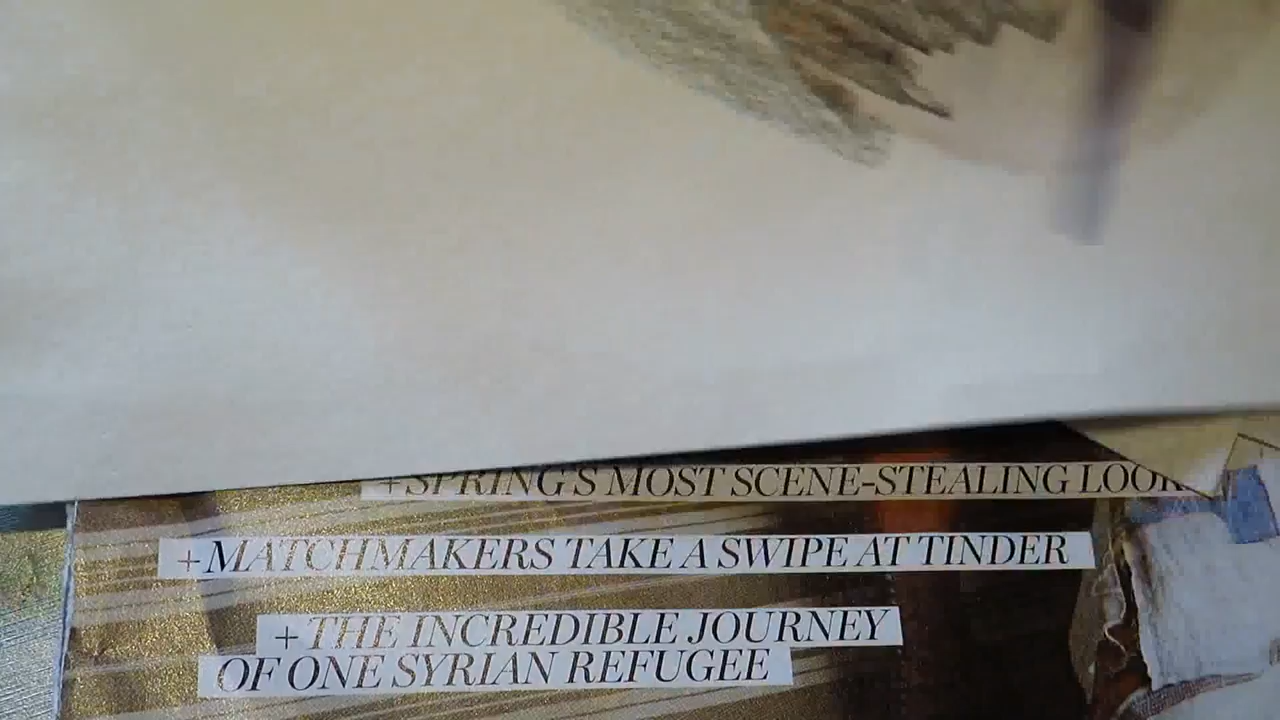 +SPRING'S MOST SCENE-STEALING
+MATCHMAKERS TAKE A SWIPE AT TINDER
+THE INCREDIBLE JOURNEY
OF ONE SYRIAN REFUGEE